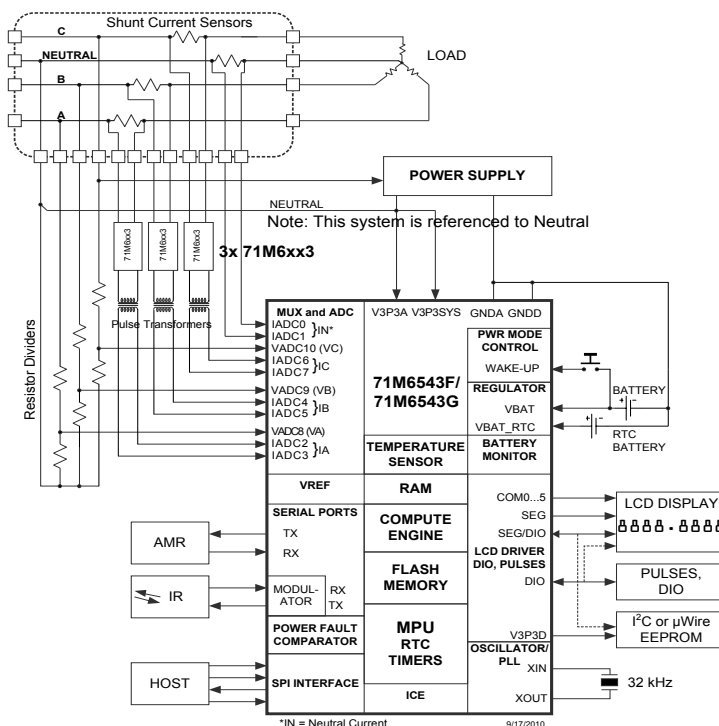 Shunt Current Sensors
C
NEUTRAL
B
A
LOAD
POWER SUPPLY
NEUTRAL
Note: This system is referenced to Neutral
71M6xx3
71M6xx3
71M6xx3
3x 71M6xx3
Pulse Transformers
Resistor Dividers
MUX and ADC
IADC0
IADC1
}IN*
VADC10 (VC)
IADC6
IADC7
}IC
VADC9 (VB)
IADC4
IADC5
}IB
VADC8 (VA)
IADC2
IADC3
}IA
V3P3A V3P3SYS
GNDA GNDD
PWR MODE
CONTROL
WAKE-UP
71M6543F/
71M6543G
REGULATOR
VBAT
VBAT_RTC
BATTERY
RTC
BATTERY
TEMPERATURE
SENSOR
BATTERY
MONITOR
VREF
RAM
SERIAL PORTS
TX
RX
AMR
COMPUTE
ENGINE
COM0...5
SEG
SEG/DIO
LCD DRIVER
DIO, PULSES
DIO
LCD DISPLAY
8888.8888
PULSES,
DIO
IR
MODUL-
ATOR
RX
TX
FLASH
MEMORY
I²C or µWire
EEPROM
POWER FAULT
COMPARATOR
MPU
RTC
TIMERS
V3P3D
OSCILLATOR/
PLL
XIN
XOUT
32 kHz
HOST
SPI INTERFACE
ICE
*IN = Neutral Current
9/17/2010